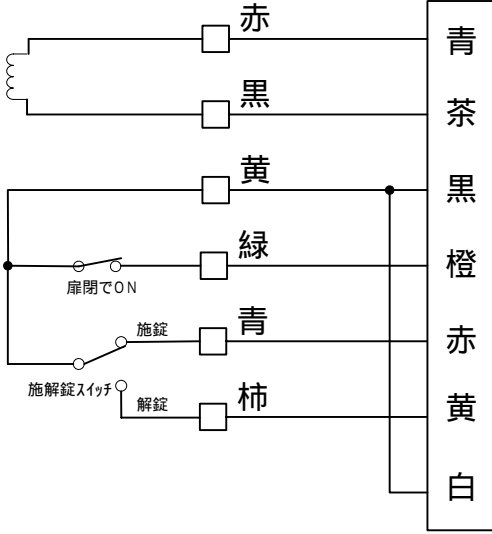 赤
青
黒
茶
黄
黒
緑
橙
扉閉でON
青
赤
施錠
施解錠スイッチ
解錠
柿
黄
白